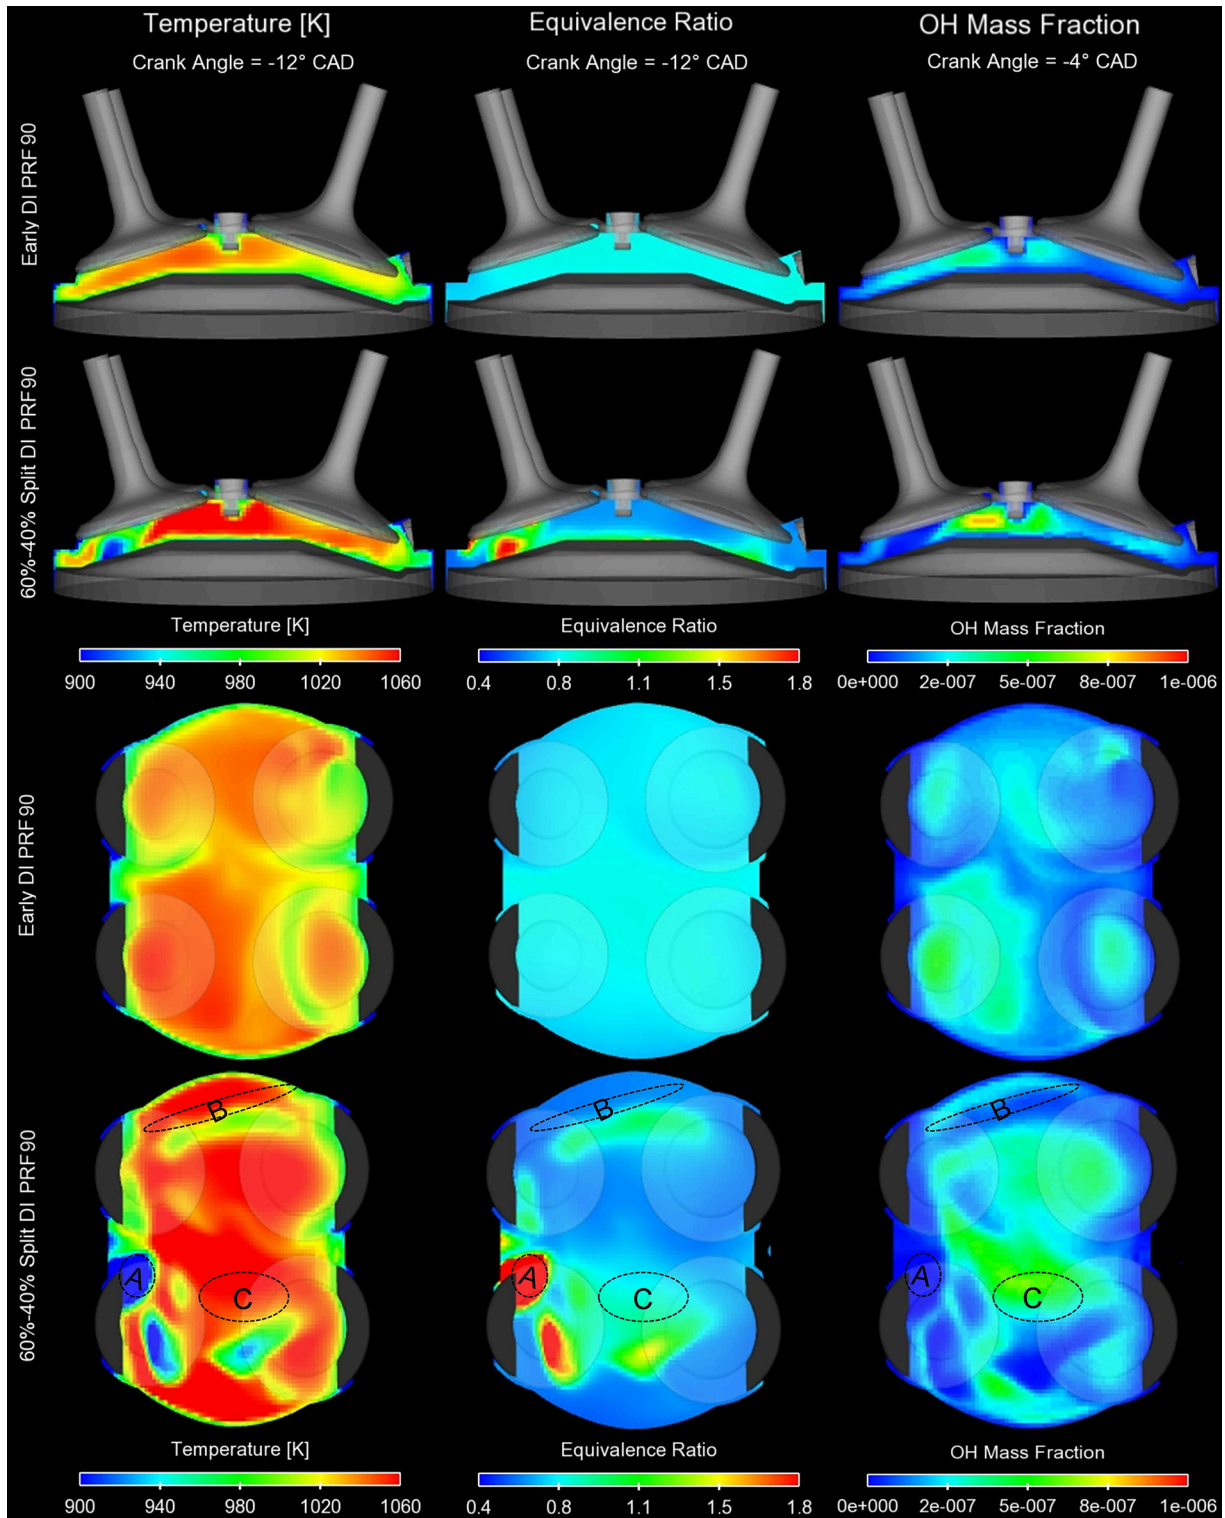 Temperature [K] Equivalence Ratio OH Mass Fraction
Crank Angle = -12° CAD Crank Angle = -12° CAD Crank Angle = -4° CAD
Early DI PRF90
60%-40% Split DI PRF90
Temperature [K] Equivalence Ratio OH Mass Fraction
900 940 980 1020 1060 0.4 0.8 1.1 1.5 1.8 0e+000 2e-007 5e-007 8e-007 1e-006
Early DI PRF90
60%-40% Split DI PRF90
B B B
A A A
C C C
Temperature [K] Equivalence Ratio OH Mass Fraction
900 940 980 1020 1060 0.4 0.8 1.1 1.5 1.8 0e+000 2e-007 5e-007 8e-007 1e-006